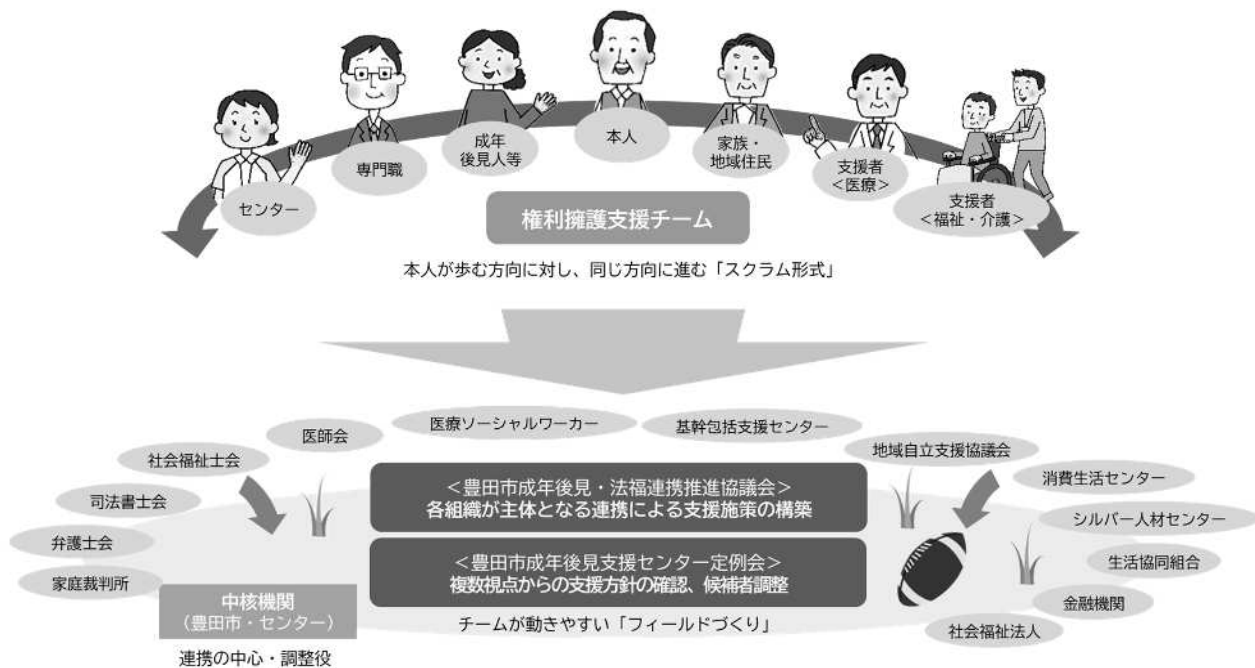 センター
専門職
成年
後見人等
本人
家族・
地域住民
支援者
<医療>
支援者
<福祉・介護>
権利擁護支援チーム
本人が歩む方向に対し、同じ方向に進む「スクラム形式」
家庭裁判所
弁護士会
司法書士会
社会福祉士会
医師会
医療ソーシャルワーカー
基幹包括支援センター
地域自立支援協議会
消費生活センター
シルバー人材センター
生活協同組合
金融機関
社会福祉法人
<豊田市成年後見・法福連携推進協議会>
各組織が主体となる連携による支援施策の構築
<豊田市成年後見支援センター定例会>
複数視点からの支援方針の確認、候補者調整
チームが動きやすい「フィールドづくり」
中核機関
(豊田市・センター)
連携の中心・調整役